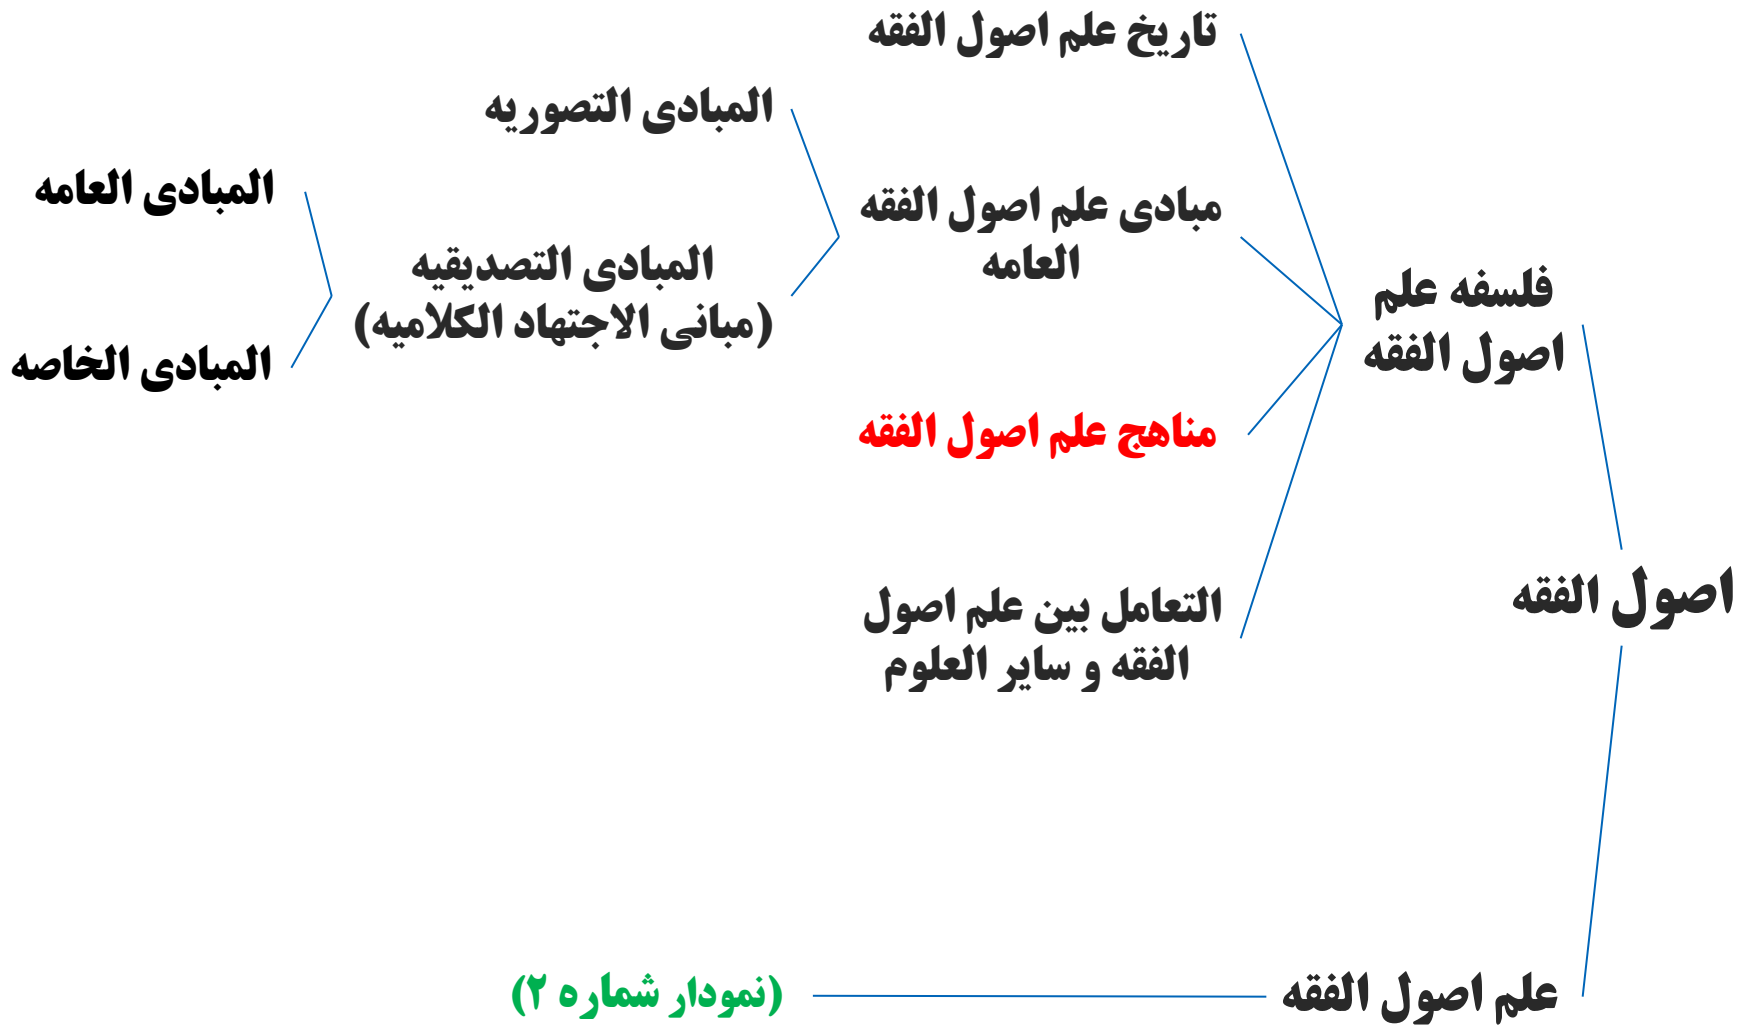 تاریخ علم اصول الفقه
المبادی التصوریه
المبادی العامه
مبادی علم اصول الفقه
العامه
المبادی التصدیقیه
(مبانی الاجتهاد الکلامیه)
فلسفه علم
اصول الفقه
المبادی الخاصه
مناهج علم اصول الفقه
اصول الفقه
التعامل بین علم اصول
الفقه و سایر العلوم
علم اصول الفقه
(نمودار شماره ۲)